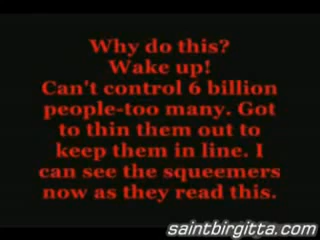 Why do this?
Wake up!
Can't control 6 billion
people-too many. Got
to thin them out to
keep them in line. I
can see the squeemers
now as they read this.
saintbirgitta.com